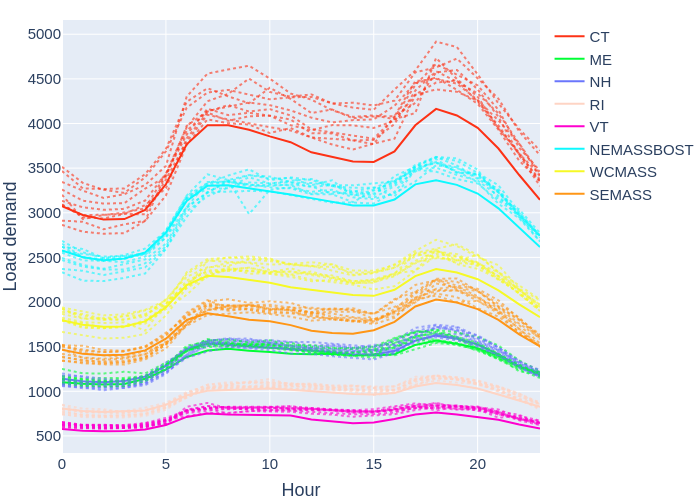 5000
4500
4000
3500
3000
2500
2000
1500
1000
500
0
5
10
15
20
Hour
Load demand
CT
ME
NH
RI
VT
NEMASSBOST
WCMASS
SEMASS